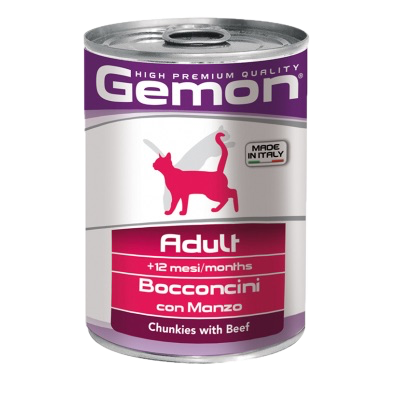 HIGH PREMIUM QUALITY
Gemon®
MADE
IN ITALY
Adult
+12 mesi/months
Bocconcini
con Manzo
Chunkies with Beef